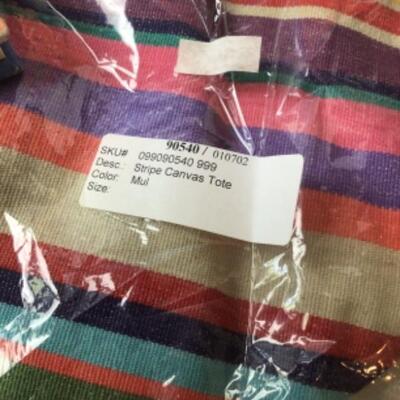 90540 / 010702
SKU# 099090540 999
Desc.: Stripe Canvas Tote
Color: Mul
Size: